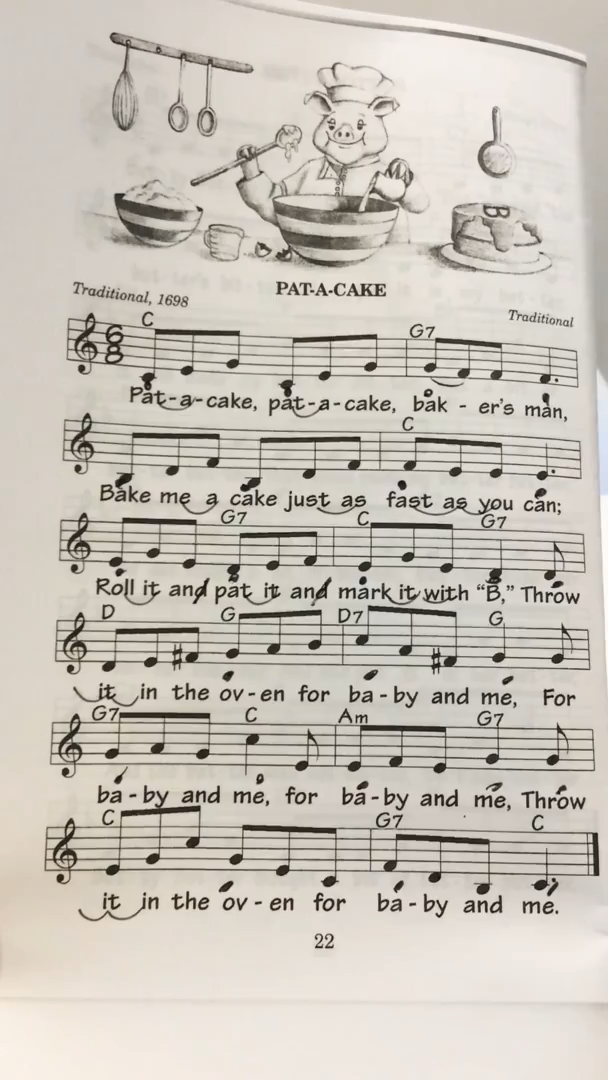 B
PAT-A-CAKE
Traditional, 1698
Traditional
C G7
Pat-a-cake, pat-a-cake, bak - er's man,
C
Bake me a cake just as fast as you can;
G7 C G7
Roll it and pat it and mark it with “B,” Throw
D G D7 G
it in the ov-en for ba-by and me, For
G7 C Am G7
ba-by and me, for ba-by and me, Throw
C G7 C
it in the ov-en for ba-by and me.
22